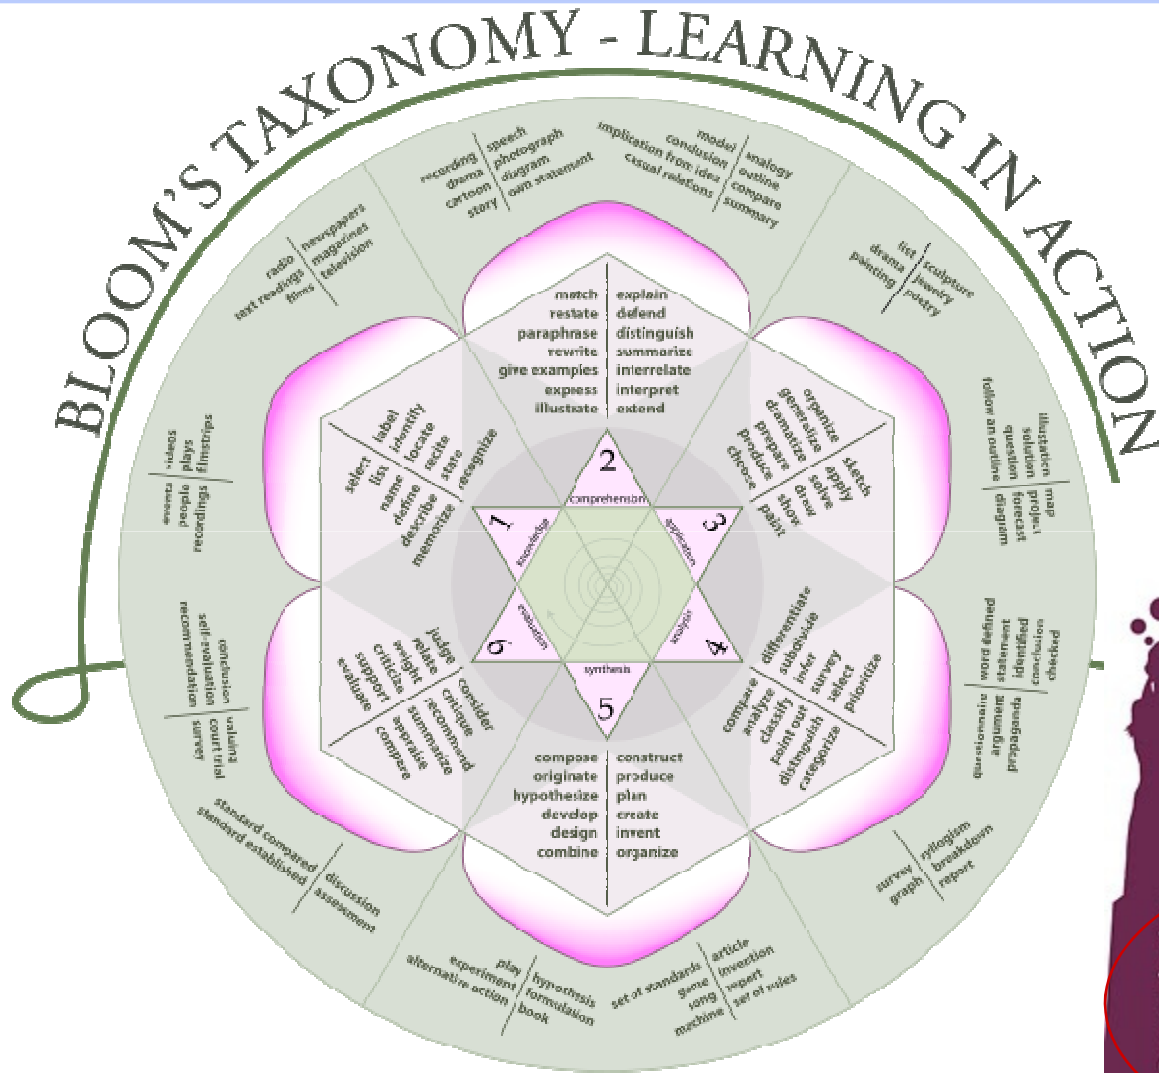 BLOOM'S TAXONOMY - LEARNING IN ACTION
1
knowledge
label
identify
locate
recite
state
recognize
select
list
name
define
describe
memorize
radio
text readings
films
newspapers
magazines
television
videos
plays
filmstrips
events
people
recordings
2
comprehension
match
restate
paraphrase
rewrite
give examples
express
illustrate
explain
defend
distinguish
summarize
interrelate
interpret
extend
recording
drama
cartoon
story
speech
photograph
diagram
own statement
model
conclusion
implication from idea
casual relations
analogy
outline
compare
summary
3
application
organize
generalize
dramatize
prepare
produce
choose
sketch
apply
solve
draw
show
paint
list
drama
painting
sculpture
jewelry
poetry
illustration
solution
question
follow an outline
map
project
forecast
diagram
4
analysis
differentiate
subdivide
infer
survey
select
prioritize
compare
analyze
classify
point out
distinguish
categorize
word defined
statement
identified
conclusion
checked
questionnaire
argument
propaganda
survey
graph
syllogism
breakdown
report
5
synthesis
compose
originate
hypothesize
develop
design
combine
construct
produce
plan
create
invent
organize
set of standards
game
song
machine
article
invention
report
set of rules
play
experiment
alternative action
hypothesis
formulation
book
6
evaluation
judge
relate
weight
criticize
support
evaluate
consider
critique
recommend
summarize
appraise
compare
standard compared
standard established
discussion
assessment
conclusion
self-evaluation
recommendation
valuing
court trial
survey